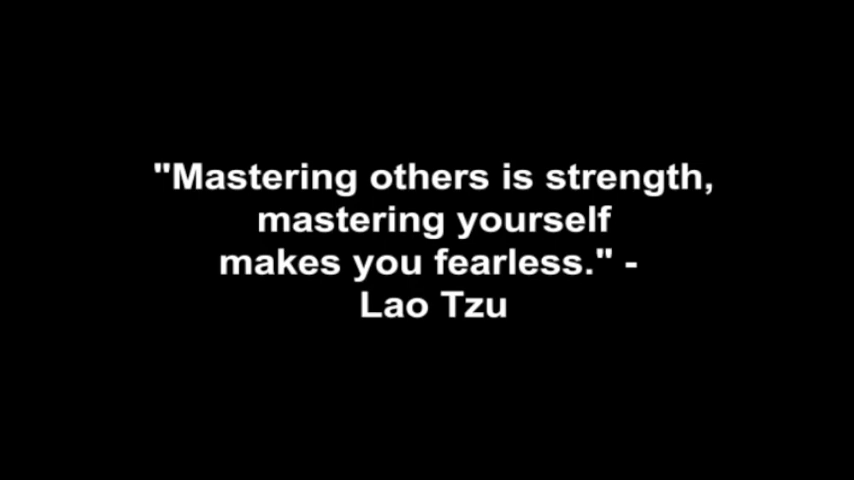 "Mastering others is strength,
mastering yourself
makes you fearless." -
Lao Tzu